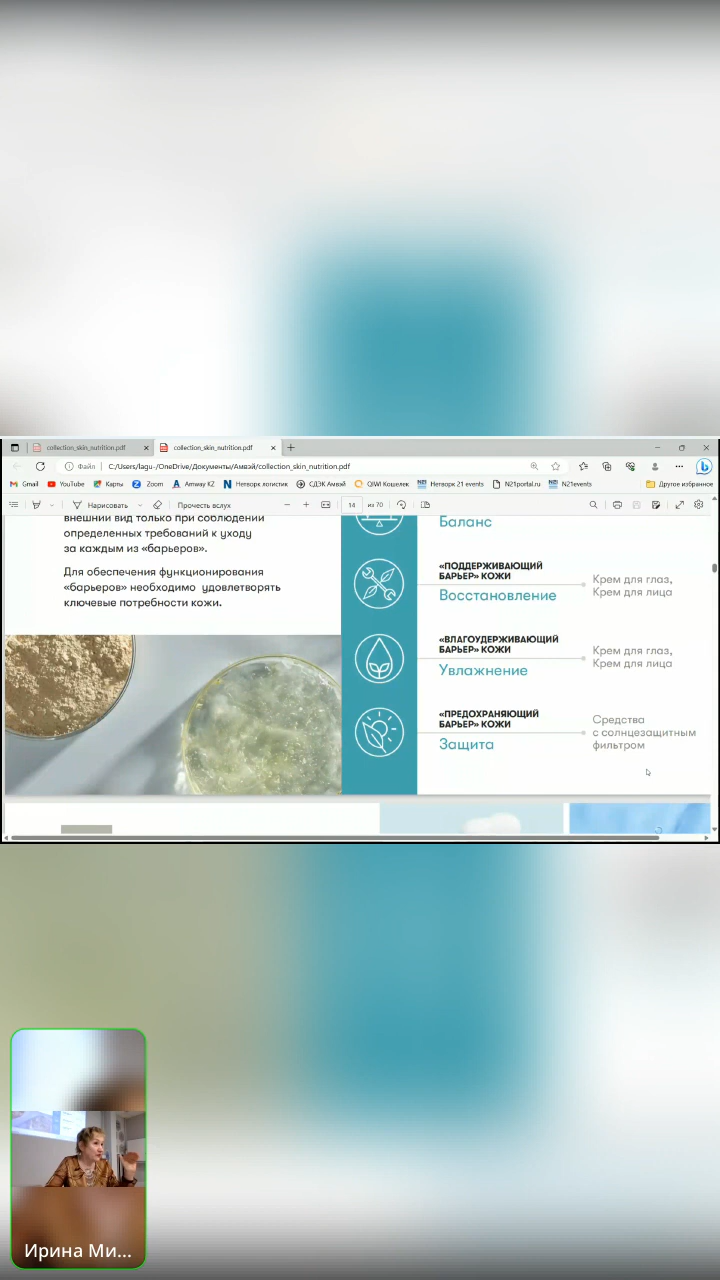 collection_skin_nutrition.pdf
collection_skin_nutrition.pdf
Файл
C:/Users/lagu-/OneDrive/Документы/Амвэй/collection_skin_nutrition.pdf
Gmail YouTube Карты Zoom Amway KZ Нетворк логистик СДЭК Амвэй QIWI Кошелек Нетворк 21 events N21portal.ru N21events Другое избранное
Нарисовать Прочесть вслух 14 из 70
внешний вид только при соблюдении
определенных требований к уходу
за каждым из «барьеров».
Для обеспечения функционирования
«барьеров» необходимо удовлетворять
ключевые потребности кожи.
Баланс
«ПОДДЕРЖИВАЮЩИЙ
БАРЬЕР» КОЖИ
Восстановление
Крем для глаз,
Крем для лица
«ВЛАГОУДЕРЖИВАЮЩИЙ
БАРЬЕР» КОЖИ
Увлажнение
Крем для глаз,
Крем для лица
«ПРЕДОХРАНЯЮЩИЙ
БАРЬЕР» КОЖИ
Защита
Средства
с солнцезащитным
фильтром
Ирина Ми...